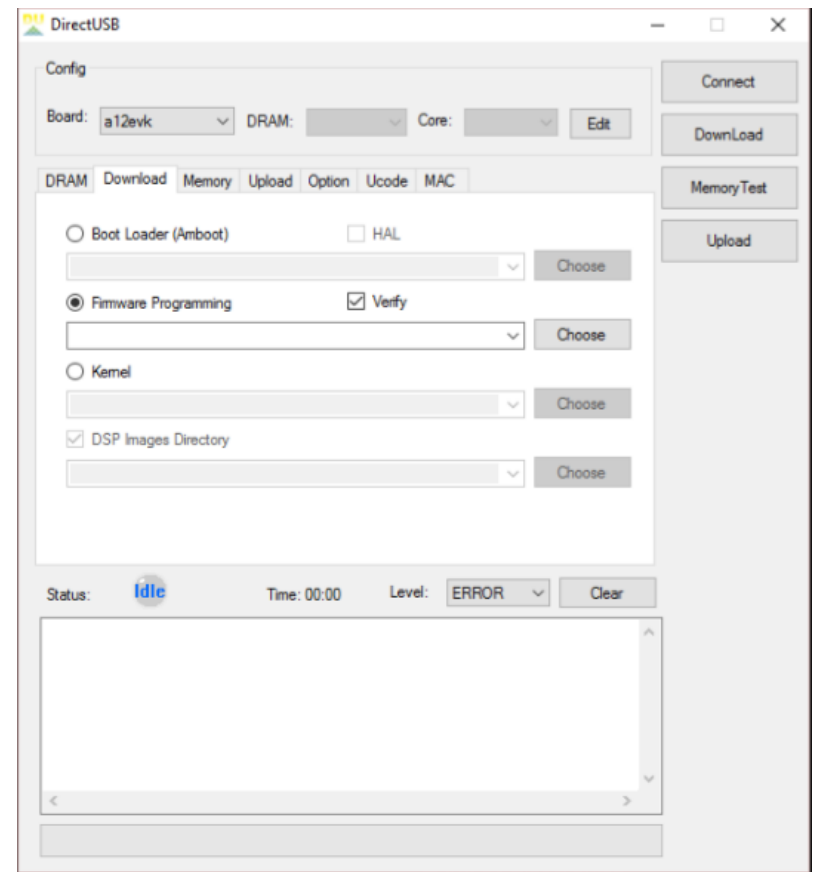 DU DirectUSB
Config
Connect
Board: a12evk DRAM: Core: Edit
DownLoad
DRAM Download Memory Upload Option Ucode MAC
MemoryTest
Boot Loader (Amboot) HAL
Upload
Choose
Firmware Programming Verify
Choose
Kernel
Choose
DSP Images Directory
Choose
Status: Idle Time: 00:00 Level: ERROR Clear